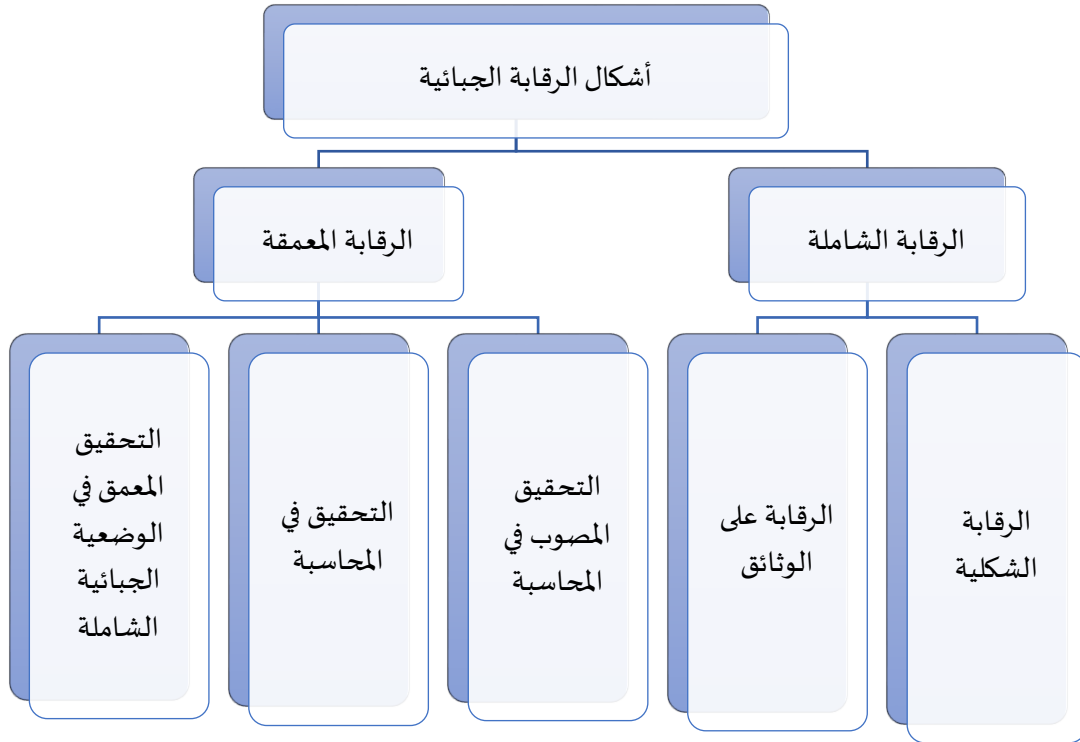 أشكال الرقابة الجبائية
الرقابة الشاملة
الرقابة المعمقة
الرقابة
الشكلية
الرقابة على
الوثائق
التحقيق
المصوب في
المحاسبة
التحقيق في
المحاسبة
التحقيق
المعمق في
الوضعية
الجبائية
الشاملة